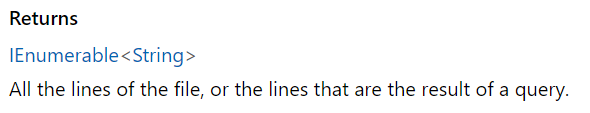 Returns
IEnumerable<String>
All the lines of the file, or the lines that are the result of a query.